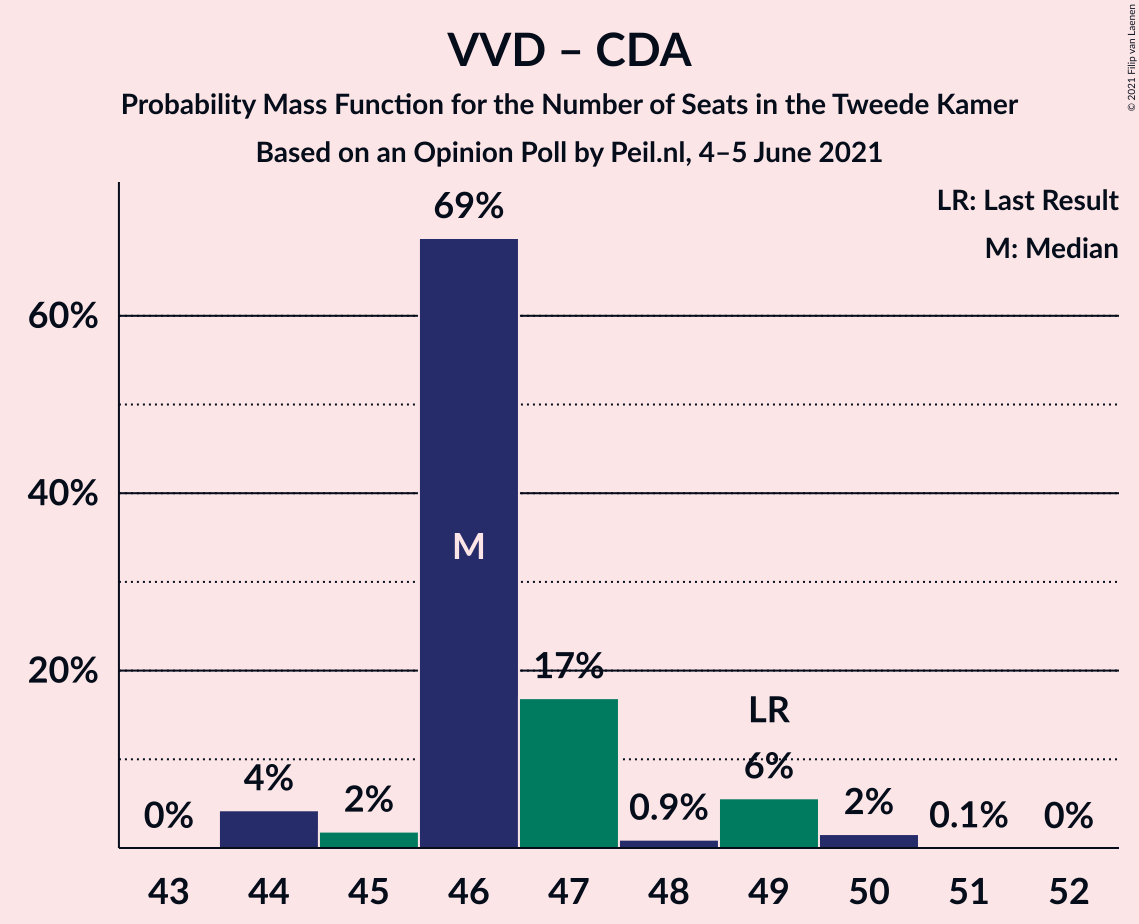 VVD – CDA
Probability Mass Function for the Number of Seats in the Tweede Kamer
Based on an Opinion Poll by Peil.nl, 4–5 June 2021
© 2021 Filip van Laenen
LR: Last Result
M: Median
69%
60%
40%
M
20%
17%
LR
6%
4%
2%
0%
0.9%
2%
0.1%
0%
43 44 45 46 47 48 49 50 51 52